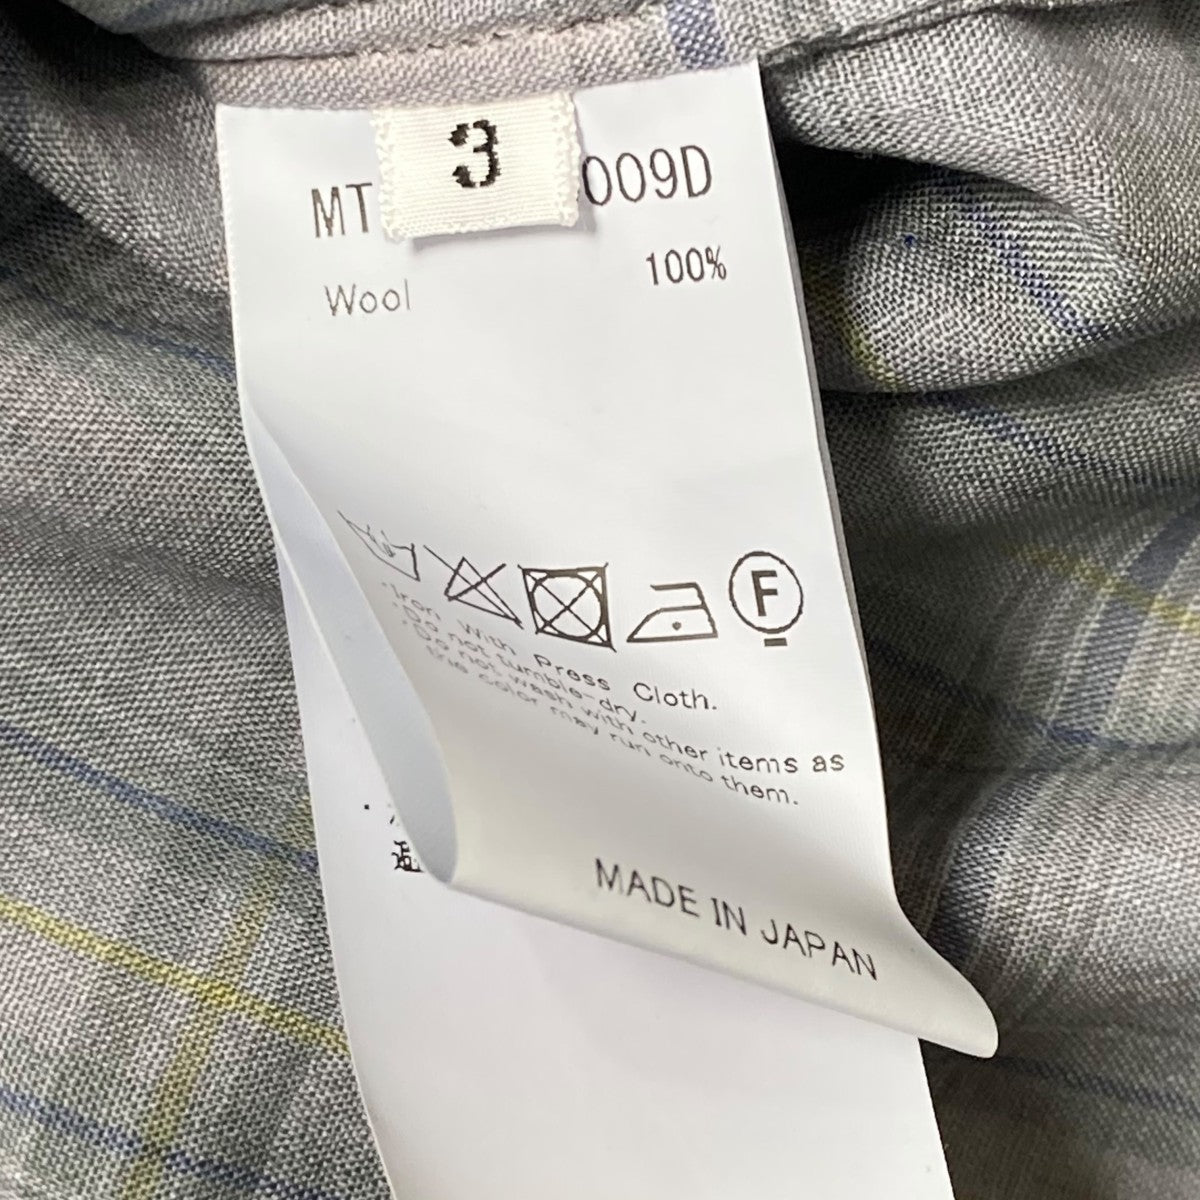 3
MT 009D
Wool 100%
F
·Iron With Press Cloth.
·Do not tumble-dry.
·Do not wash with other items as
the color may run onto them.
MADE IN JAPAN